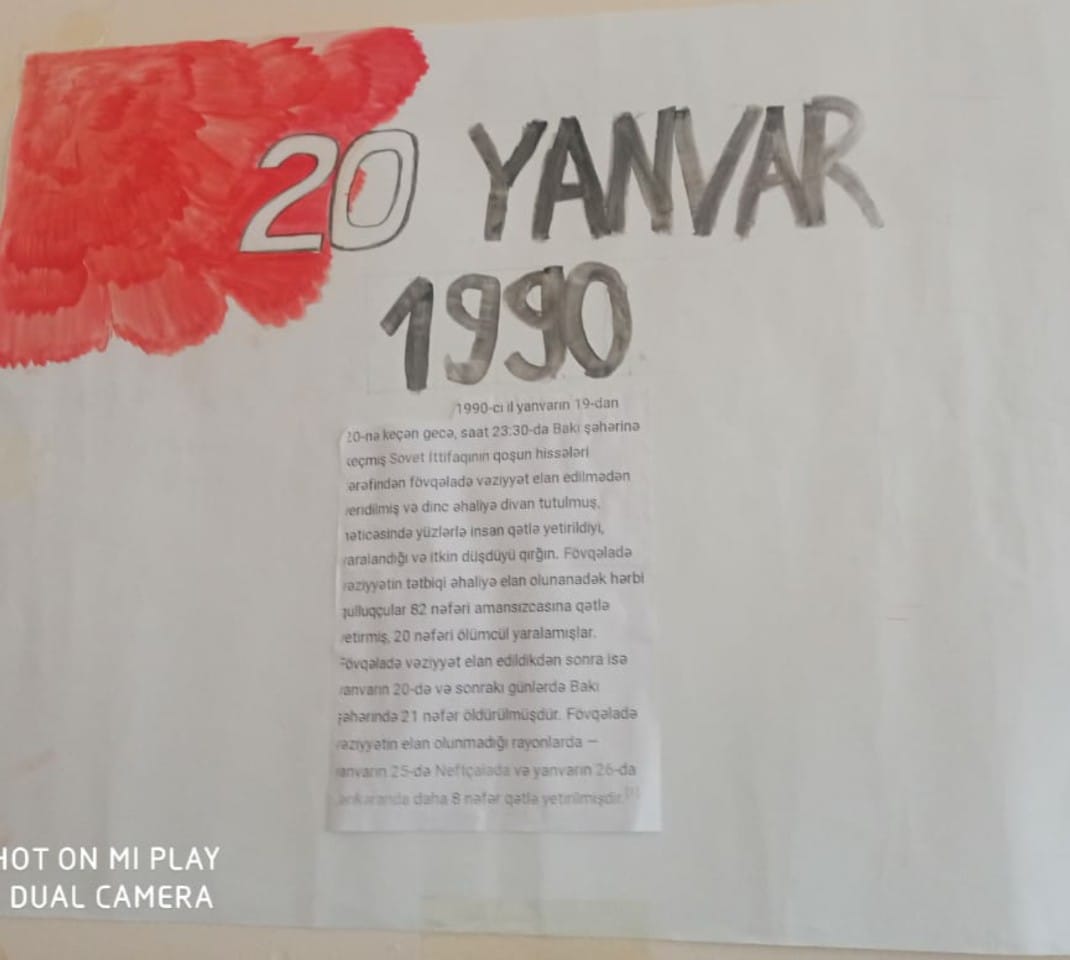 20 YANVAR
1990
1990-ci il yanvarın 19-dan
20-nə keçən gecə, saat 23:30-da Bakı şəhərinə
keçmiş Sovet İttifaqının qoşun hissələri
tərəfindən fövqəladə vəziyyət elan edilmədən
yeridilmiş və dinc əhaliyə divan tutulmuş,
nəticəsində yüzlərlə insan qətlə yetirildiyi,
yaralandığı və itkin düşdüyü qırğın. Fövqəladə
vəziyyətin tətbiqi əhaliyə elan olunanadək hərbi
qulluqçular 82 nəfəri amansızcasına qətlə
yetirmiş, 20 nəfəri ölümcül yaralamışlar.
Fövqəladə vəziyyət elan edildikdən sonra isə
yanvarın 20-də və sonrakı günlərdə Bakı
şəhərində 21 nəfər öldürülmüşdür. Fövqəladə
vəziyyətin elan olunmadığı rayonlarda —
yanvarın 25-də Neftçalada və yanvarın 26-da
Lənkəranda daha 8 nəfər qətlə yetirilmişdir.[1]
SHOT ON MI PLAY
DUAL CAMERA